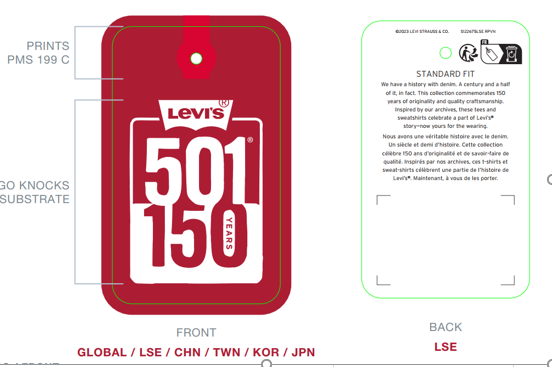 PRINTS
PMS 199 C
GO KNOCKS
SUBSTRATE
Levi's®
501®
150
YEARS
FRONT
GLOBAL / LSE / CHN / TWN / KOR / JPN
©2023 LEVI STRAUSS & CO.
FR
STANDARD FIT
We have a history with denim. A century and a half
of it, in fact. This collection commemorates 150
years of originality and quality craftsmanship.
Inspired by our archives, these tees and
sweatshirts celebrate a part of Levi's®
story–now yours for the wearing.
Nous avons une véritable histoire avec le denim.
Un siècle et demi d'histoire. Cette collection
célèbre 150 ans d'originalité et de savoir-faire de
qualité. Inspirés par nos archives, ces t-shirts et
sweat-shirts célèbrent une partie de l'histoire de
Levi's®. Maintenant, à vous de les porter.
BACK
LSE